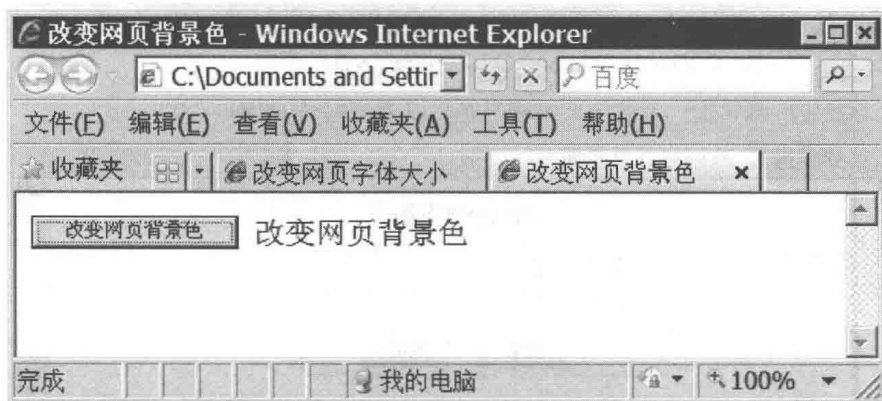 改变网页背景色 - Windows Internet Explorer
C:\Documents and Settir 百度
文件(F) 编辑(E) 查看(V) 收藏夹(A) 工具(T) 帮助(H)
收藏夹 改变网页字体大小 改变网页背景色
改变网页背景色 改变网页背景色
完成 我的电脑 100%